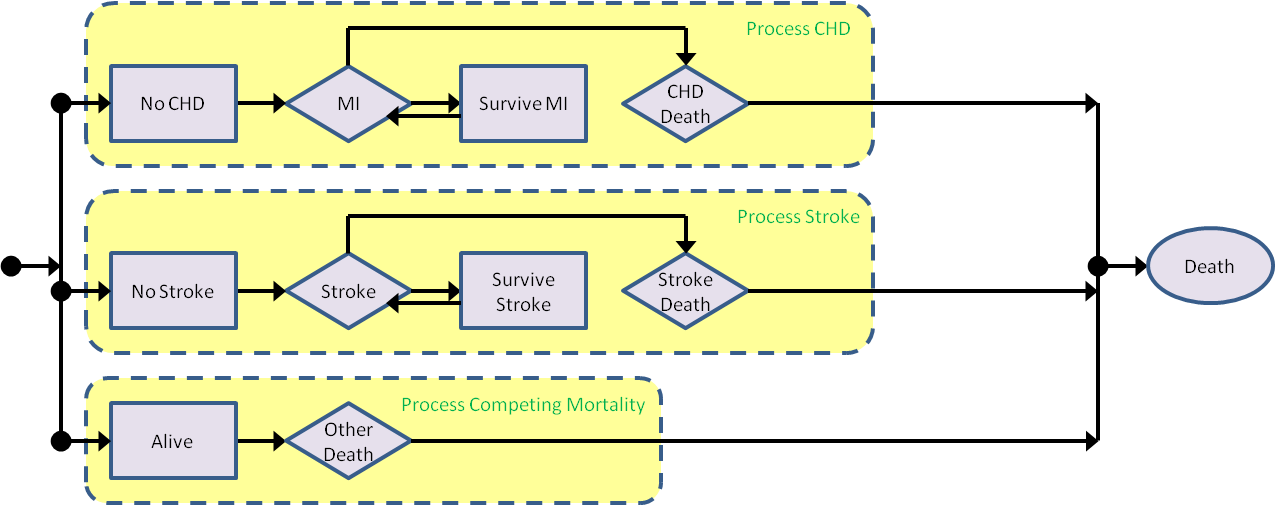 Process CHD
No CHD
MI
Survive MI
CHD
Death
Process Stroke
No Stroke
Stroke
Survive
Stroke
Stroke
Death
Death
Process Competing Mortality
Alive
Other
Death